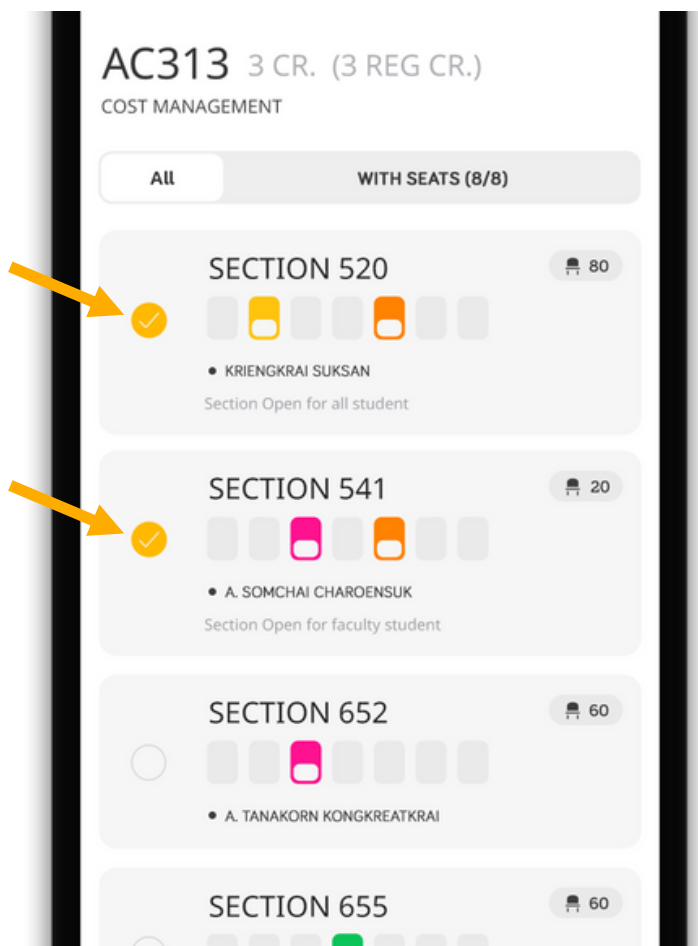 AC313 3 CR. (3 REG CR.)
COST MANAGEMENT
All WITH SEATS (8/8)
SECTION 520 80
• KRIENGKRAI SUKSAN
Section Open for all student
SECTION 541 20
• A. SOMCHAI CHAROENSUK
Section Open for faculty student
SECTION 652 60
• A. TANAKORN KONGKREATKRAI
SECTION 655 60